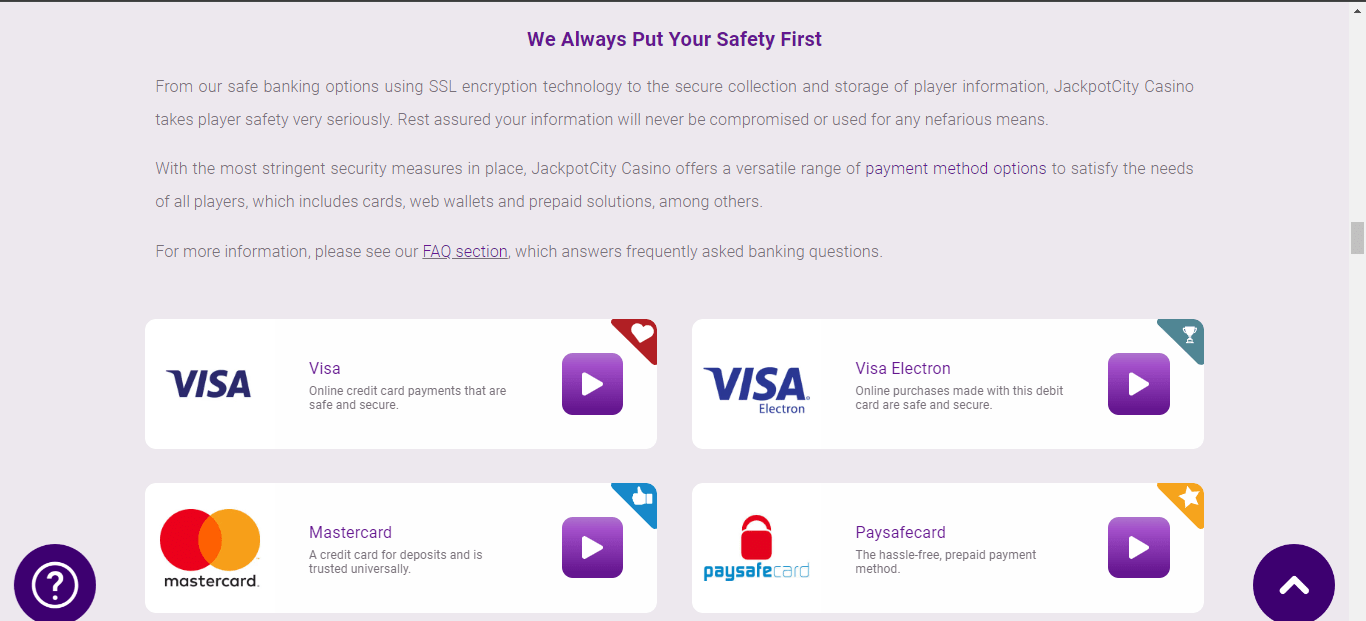 We Always Put Your Safety First
From our safe banking options using SSL encryption technology to the secure collection and storage of player information, JackpotCity Casino
takes player safety very seriously. Rest assured your information will never be compromised or used for any nefarious means.
With the most stringent security measures in place, JackpotCity Casino offers a versatile range of payment method options to satisfy the needs
of all players, which includes cards, web wallets and prepaid solutions, among others.
For more information, please see our FAQ section, which answers frequently asked banking questions.
VISA
Visa
Online credit card payments that are
safe and secure.
VISA
Electron
Visa Electron
Online purchases made with this debit
card are safe and secure.
mastercard.
Mastercard
A credit card for deposits and is
trusted universally.
paysafecard
Paysafecard
The hassle-free, prepaid payment
method.
?